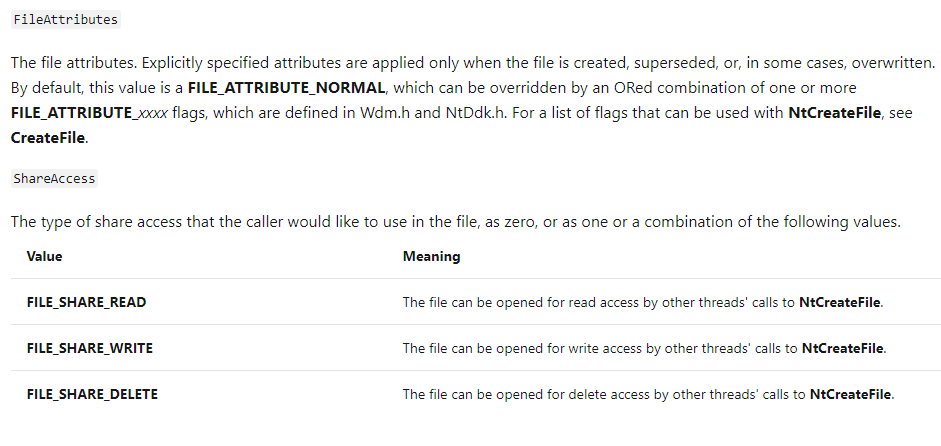 FileAttributes
The file attributes. Explicitly specified attributes are applied only when the file is created, superseded, or, in some cases, overwritten.
By default, this value is a FILE_ATTRIBUTE_NORMAL, which can be overridden by an ORed combination of one or more
FILE_ATTRIBUTE_xxxx flags, which are defined in Wdm.h and NtDdk.h. For a list of flags that can be used with NtCreateFile, see
CreateFile.
ShareAccess
The type of share access that the caller would like to use in the file, as zero, or as one or a combination of the following values.
Value Meaning
FILE_SHARE_READ The file can be opened for read access by other threads' calls to NtCreateFile.
FILE_SHARE_WRITE The file can be opened for write access by other threads' calls to NtCreateFile.
FILE_SHARE_DELETE The file can be opened for delete access by other threads' calls to NtCreateFile.